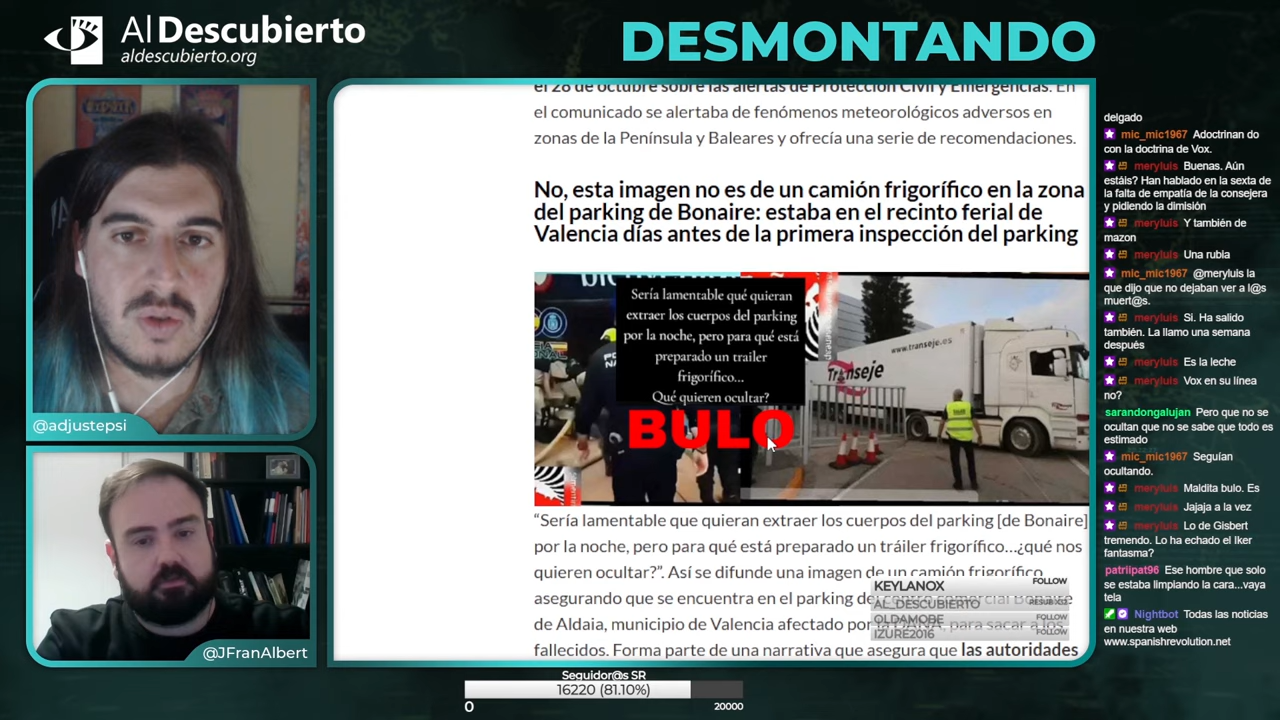 Al Descubierto
aldescubierto.org
DESMONTANDO
@adjustepsi
@JFranAlbert
el 28 de octubre sobre las alertas de Protección Civil y Emergencias. En
el comunicado se alertaba de fenómenos meteorológicos adversos en
zonas de la Península y Baleares y ofrecía una serie de recomendaciones.
No, esta imagen no es de un camión frigorífico en la zona
del parking de Bonaire: estaba en el recinto ferial de
Valencia días antes de la primera inspección del parking
Sería lamentable qué quieran
extraer los cuerpos del parking
por la noche, pero para qué está
preparado un trailer
frigorífico...
Qué quieren ocultar?
BULO
www.transeje.es
Transeje
“Sería lamentable que quieran extraer los cuerpos del parking [de Bonaire]
por la noche, pero para qué está preparado un tráiler frigorífico...¿qué nos
quieren ocultar?”. Así se difunde una imagen de un camión frigorífico
asegurando que se encuentra en el parking del centro comercial Bonaire
de Aldaia, municipio de Valencia afectado por la DANA, para sacar a los
fallecidos. Forma parte de una narrativa que asegura que las autoridades
KEYLANOX FOLLOW
AL_DESCUBIERTO
OLDAMOBE FOLLOW
IZURE2016 FOLLOW
delgado
mic_mic1967 Adoctrinan do
con la doctrina de Vox.
meryluis Buenas. Aún
estáis? Han hablado en la sexta de
la falta de empatía de la consejera
y pidiendo la dimisión
meryluis Y también de
mazon
meryluis Una rubia
mic_mic1967 @meryluis la
que dijo que no dejaban ver a l@s
muert@s.
meryluis Si. Ha salido
también. La llamo una semana
después
meryluis Es la leche
meryluis Vox en su línea
no?
sarandongalujan Pero que no se
ocultan que no se sabe que todo es
estimado
mic_mic1967 Seguían
ocultando.
meryluis Maldita bulo. Es
meryluis Jajaja a la vez
meryluis Lo de Gisbert
tremendo. Lo ha echado el Iker
fantasma?
patriipat96 Ese hombre que solo
se estaba limpiando la cara...vaya
tela
Nightbot Todas las noticias
en nuestra web
www.spanishrevolution.net
Seguidor@s SR
16220 (81.10%)
0
20000